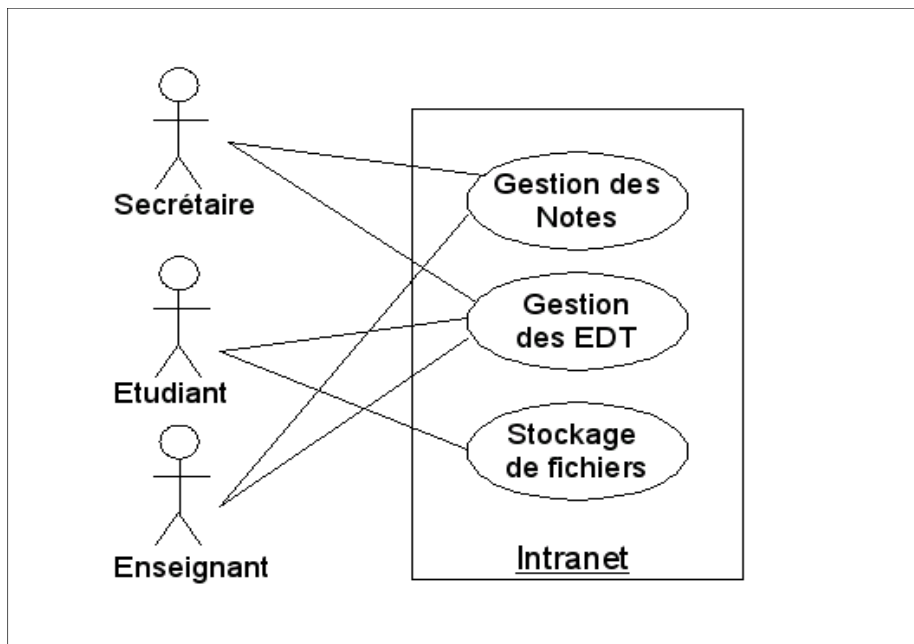 Secrétaire
Etudiant
Enseignant
Gestion des
Notes
Gestion
des EDT
Stockage
de fichiers
Intranet